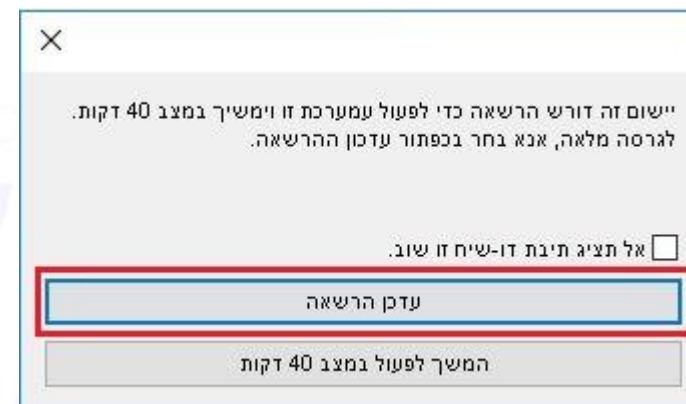 יישום זה דורש הרשאה כדי לפעול עמערכת זו וימשיך במצב 40 דקות.
לגרסה מלאה, אנא בחר בכפתור עדכון ההרשאה.
אל תציג תיבת דו-שיח זו שוב.
עדכן הרשאה
המשך לפעול במצב 40 דקות